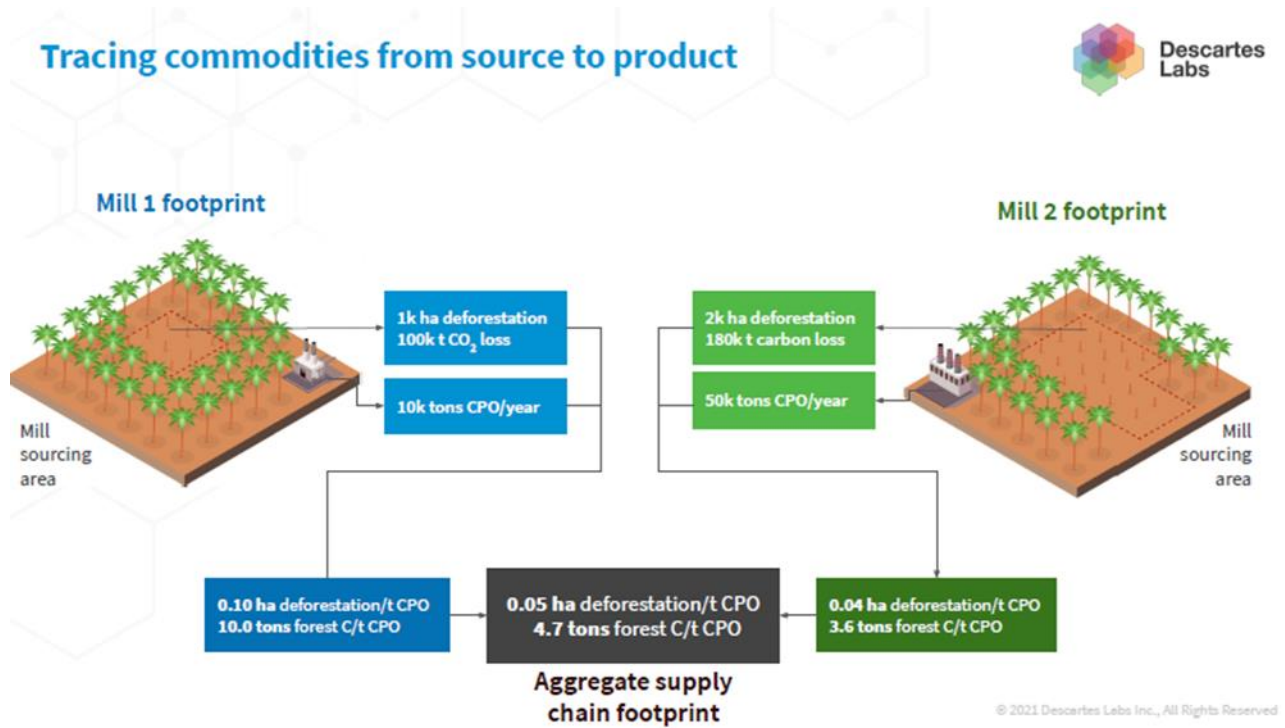 Tracing commodities from source to product
Descartes
Labs
Mill 1 footprint
Mill 2 footprint
1k ha deforestation
100k t CO₂ loss
10k tons CPO/year
2k ha deforestation
180k t carbon loss
50k tons CPO/year
Mill
sourcing
area
Mill
sourcing
area
0.10 ha deforestation/t CPO
10.0 tons forest C/t CPO
0.05 ha deforestation/t CPO
4.7 tons forest C/t CPO
0.04 ha deforestation/t CPO
3.6 tons forest C/t CPO
Aggregate supply
chain footprint
© 2021 Descartes Labs Inc., All Rights Reserved